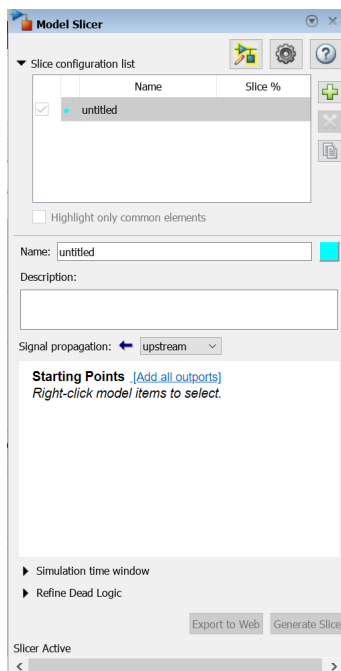 Model Slicer
Slice configuration list
Name Slice %
untitled
Highlight only common elements
Name: untitled
Description:
Signal propagation: upstream
Starting Points [Add all outports]
Right-click model items to select.
Simulation time window
Refine Dead Logic
Export to Web Generate Slice
Slicer Active